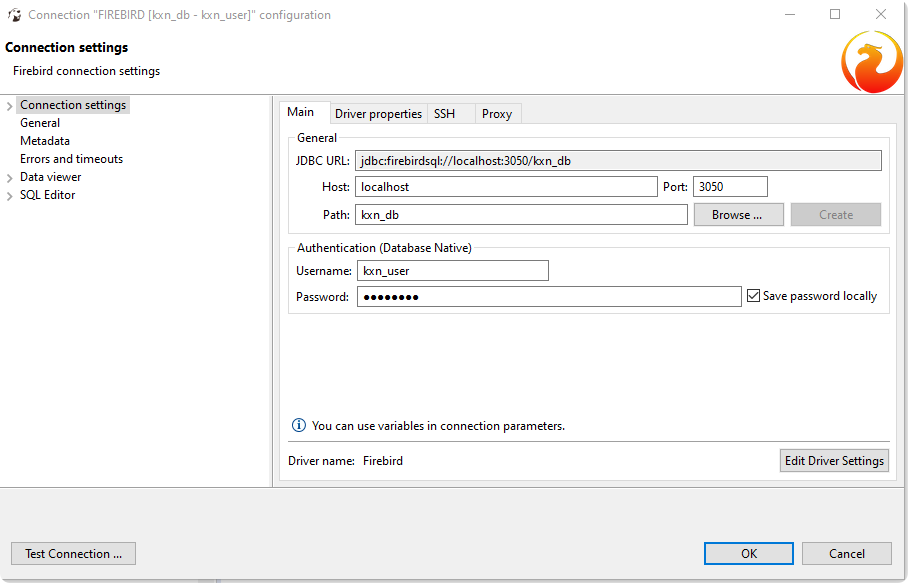 Connection "FIREBIRD [kxn_db - kxn_user]" configuration
Connection settings
Firebird connection settings
Connection settings
General
Metadata
Errors and timeouts
Data viewer
SQL Editor
Main Driver properties SSH Proxy
General
JDBC URL: jdbc:firebirdsql://localhost:3050/kxn_db
Host: localhost Port: 3050
Path: kxn_db Browse ... Create
Authentication (Database Native)
Username: kxn_user
Password: ●●●●●●●● Save password locally
You can use variables in connection parameters.
Driver name: Firebird Edit Driver Settings
Test Connection ... OK Cancel